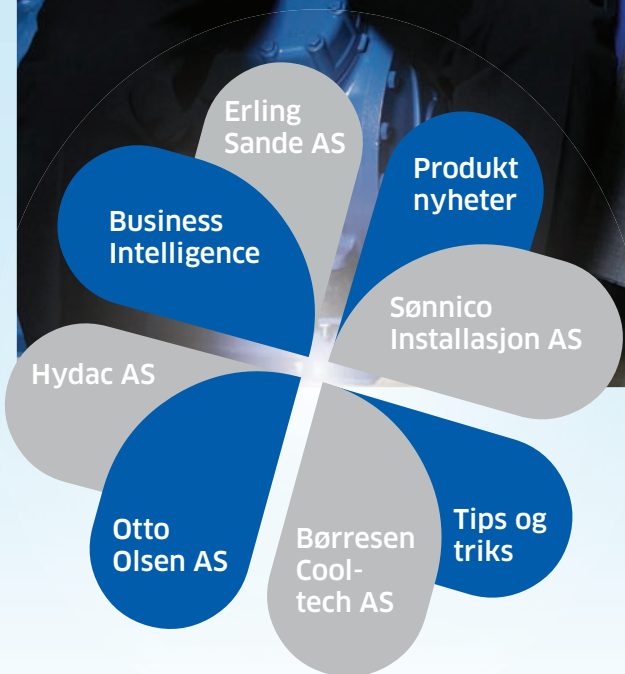 Erling
Sande AS
Produkt
nyheter
Business
Intelligence
Sønnico
Installasjon AS
Hydac AS
Tips og
triks
Otto
Olsen AS
Børresen
Cool-
tech AS